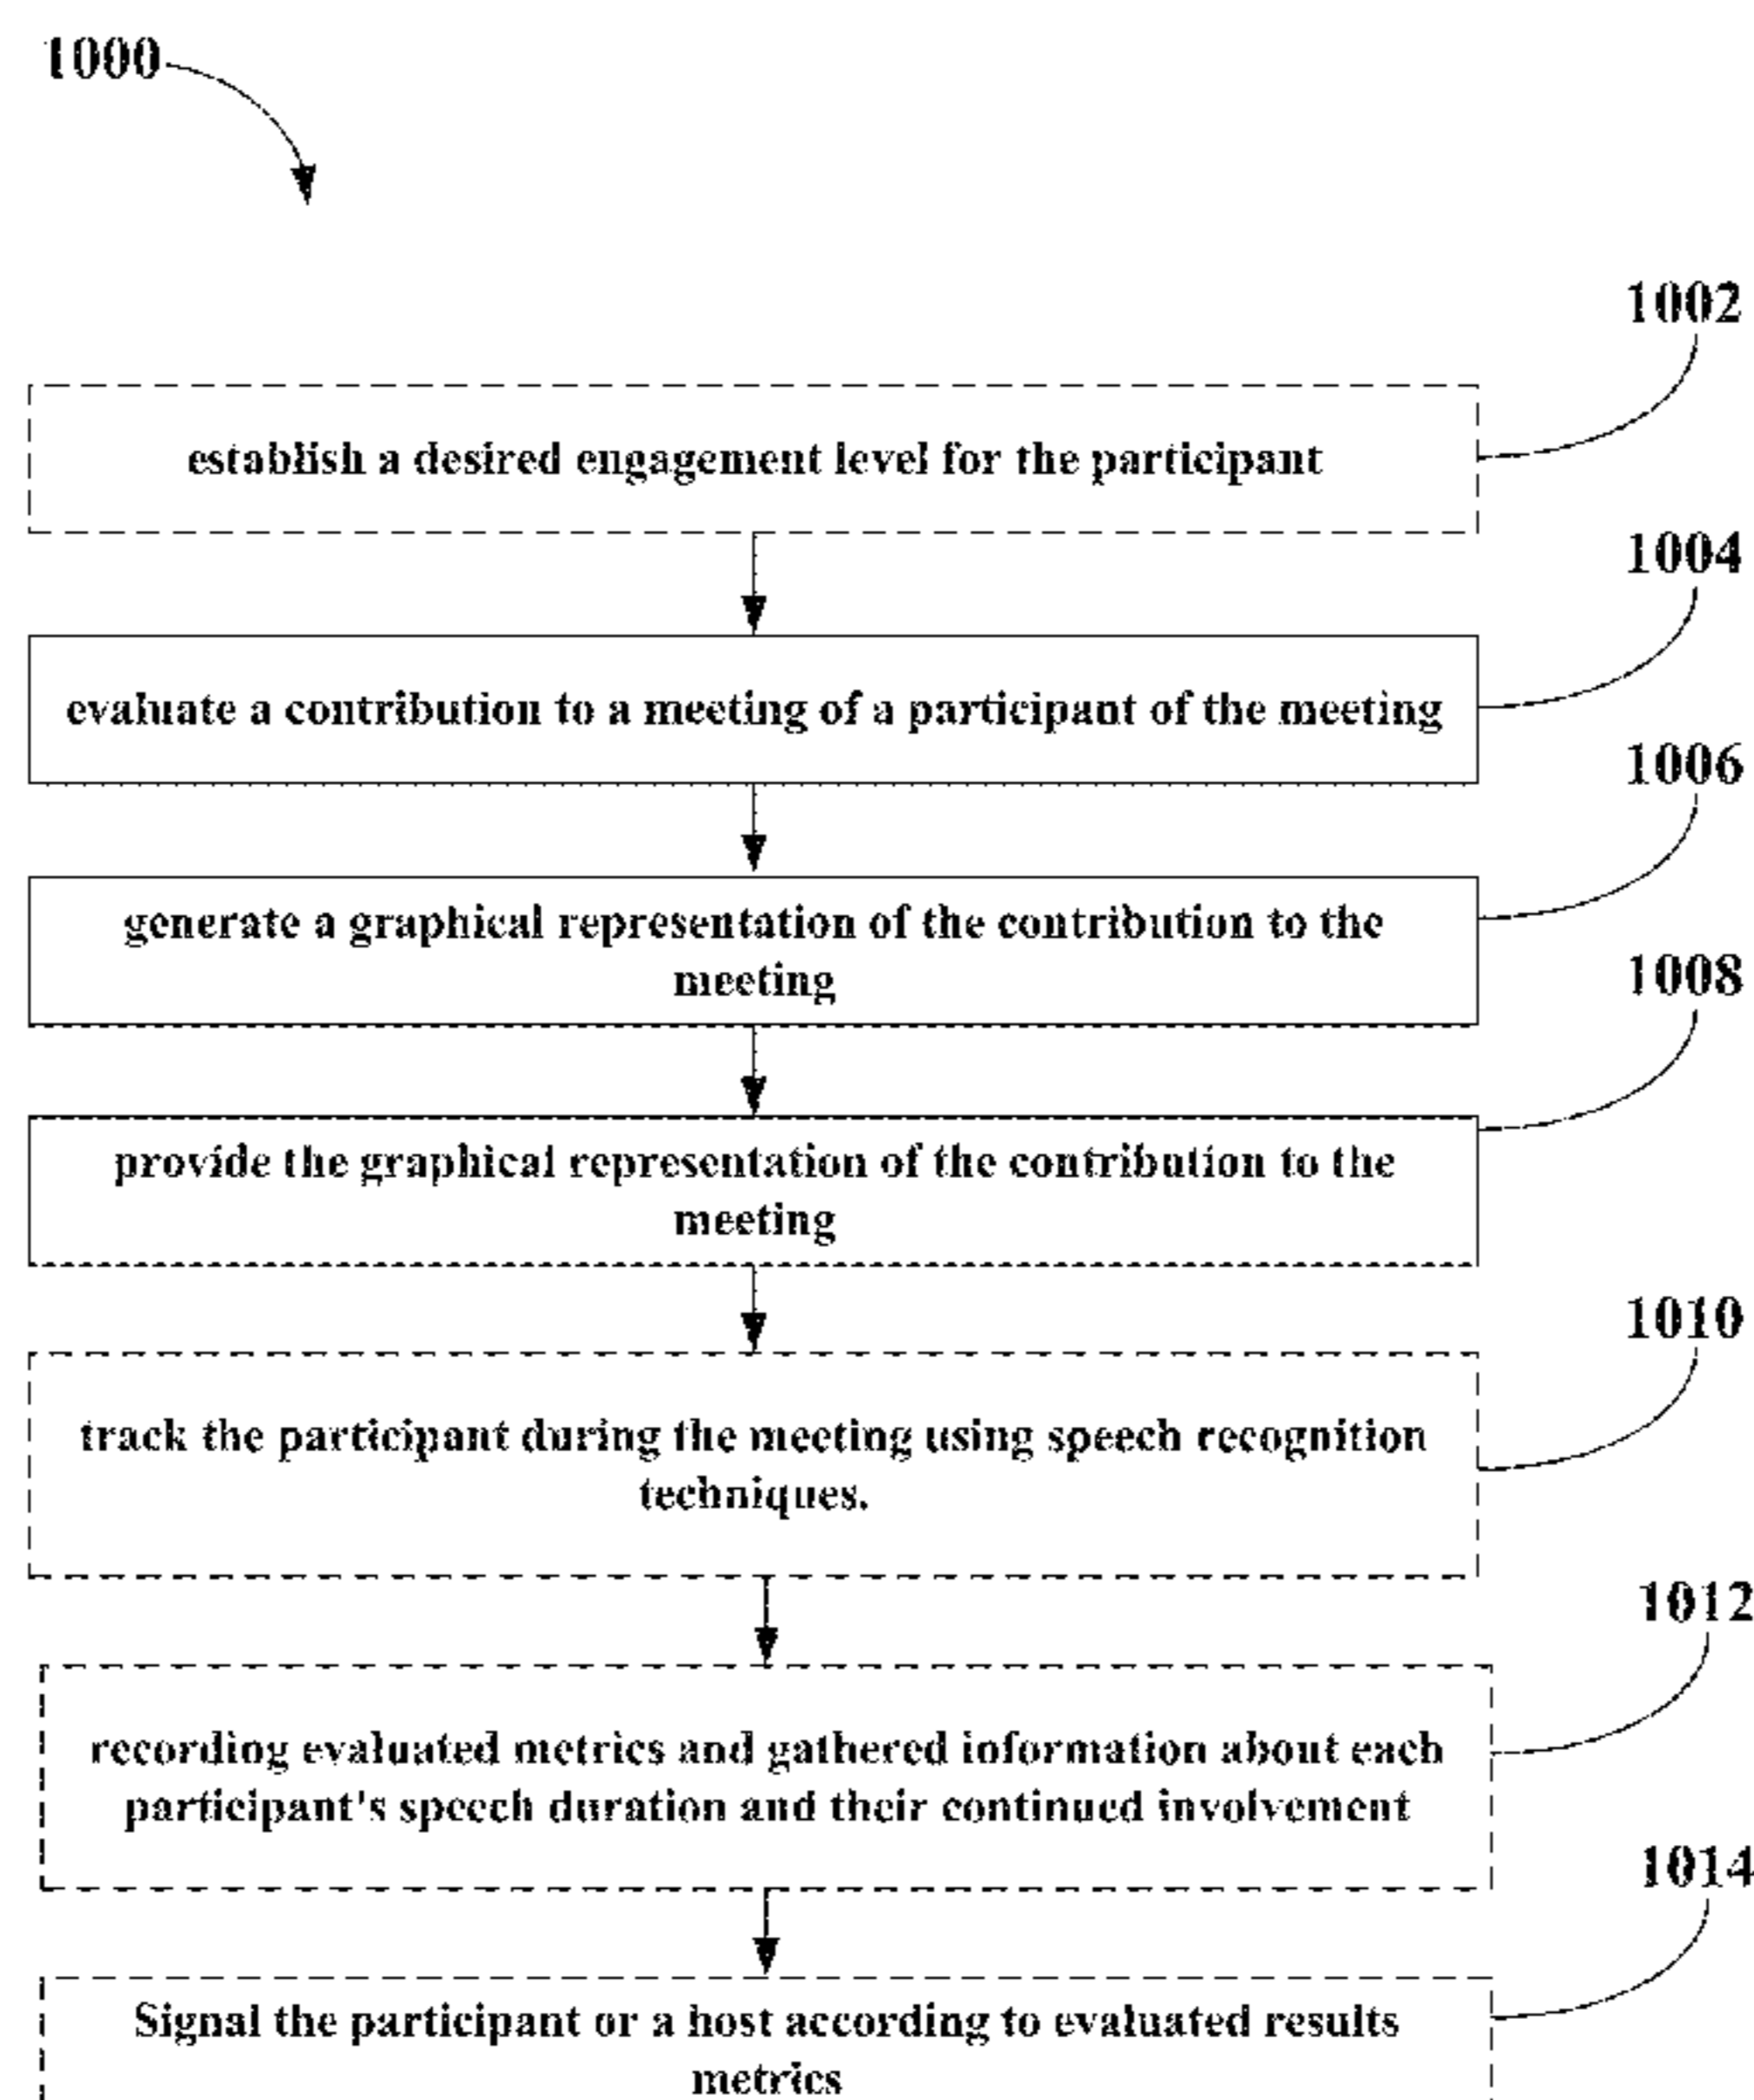 1000
1002
establish a desired engagement level for the participant
1004
evaluate a contribution to a meeting of a participant of the meeting
1006
generate a graphical representation of the contribution to the
meeting
1008
provide the graphical representation of the contribution to the
meeting
1010
track the participant during the meeting using speech recognition
techniques.
1012
recording evaluated metrics and gathered information about each
participant's speech duration and their continued involvement
1014
Signal the participant or a host according to evaluated results
metrics